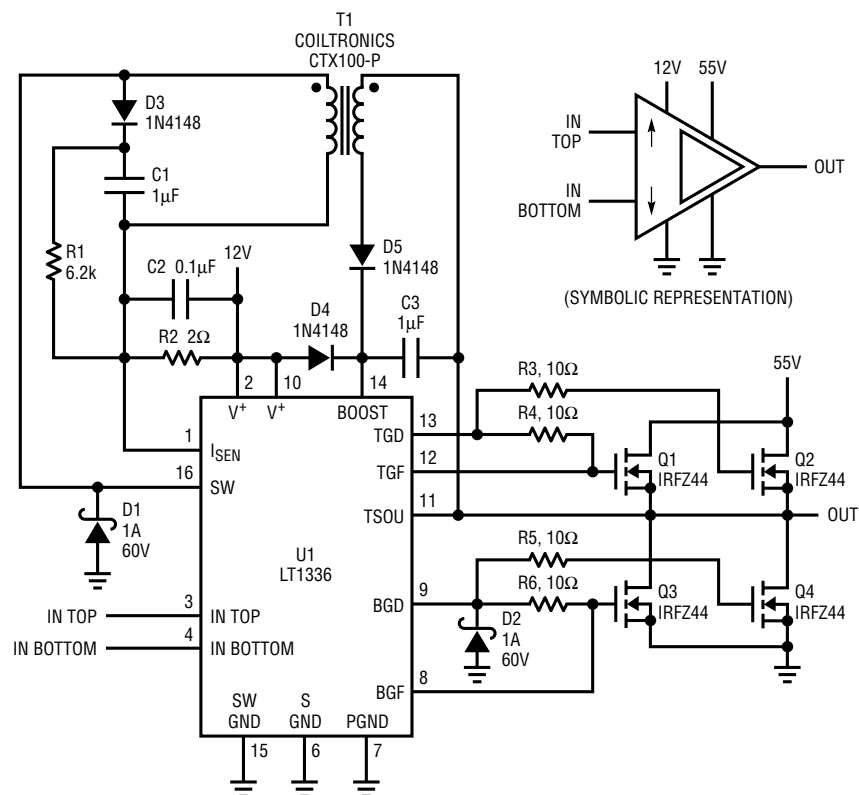 T1
COILTRONICS
CTX100-P
D3
1N4148
C1
1µF
R1
6.2k
C2 0.1µF
12V
R2 2Ω
D4
1N4148
D5
1N4148
C3
1µF
12V 55V
IN
TOP
IN
BOTTOM
OUT
(SYMBOLIC REPRESENTATION)
2 10 14
V+ V+ BOOST
1
ISEN
16
SW
D1
1A
60V
U1
LT1336
IN TOP 3 IN TOP
IN BOTTOM 4 IN BOTTOM
SW
GND
S
GND
PGND
15 6 7
13
TGD
12
TGF
11
TSOU
9
BGD
8
BGF
R3, 10Ω
R4, 10Ω
55V
Q1
IRFZ44
Q2
IRFZ44
OUT
R5, 10Ω
R6, 10Ω
D2
1A
60V
Q3
IRFZ44
Q4
IRFZ44